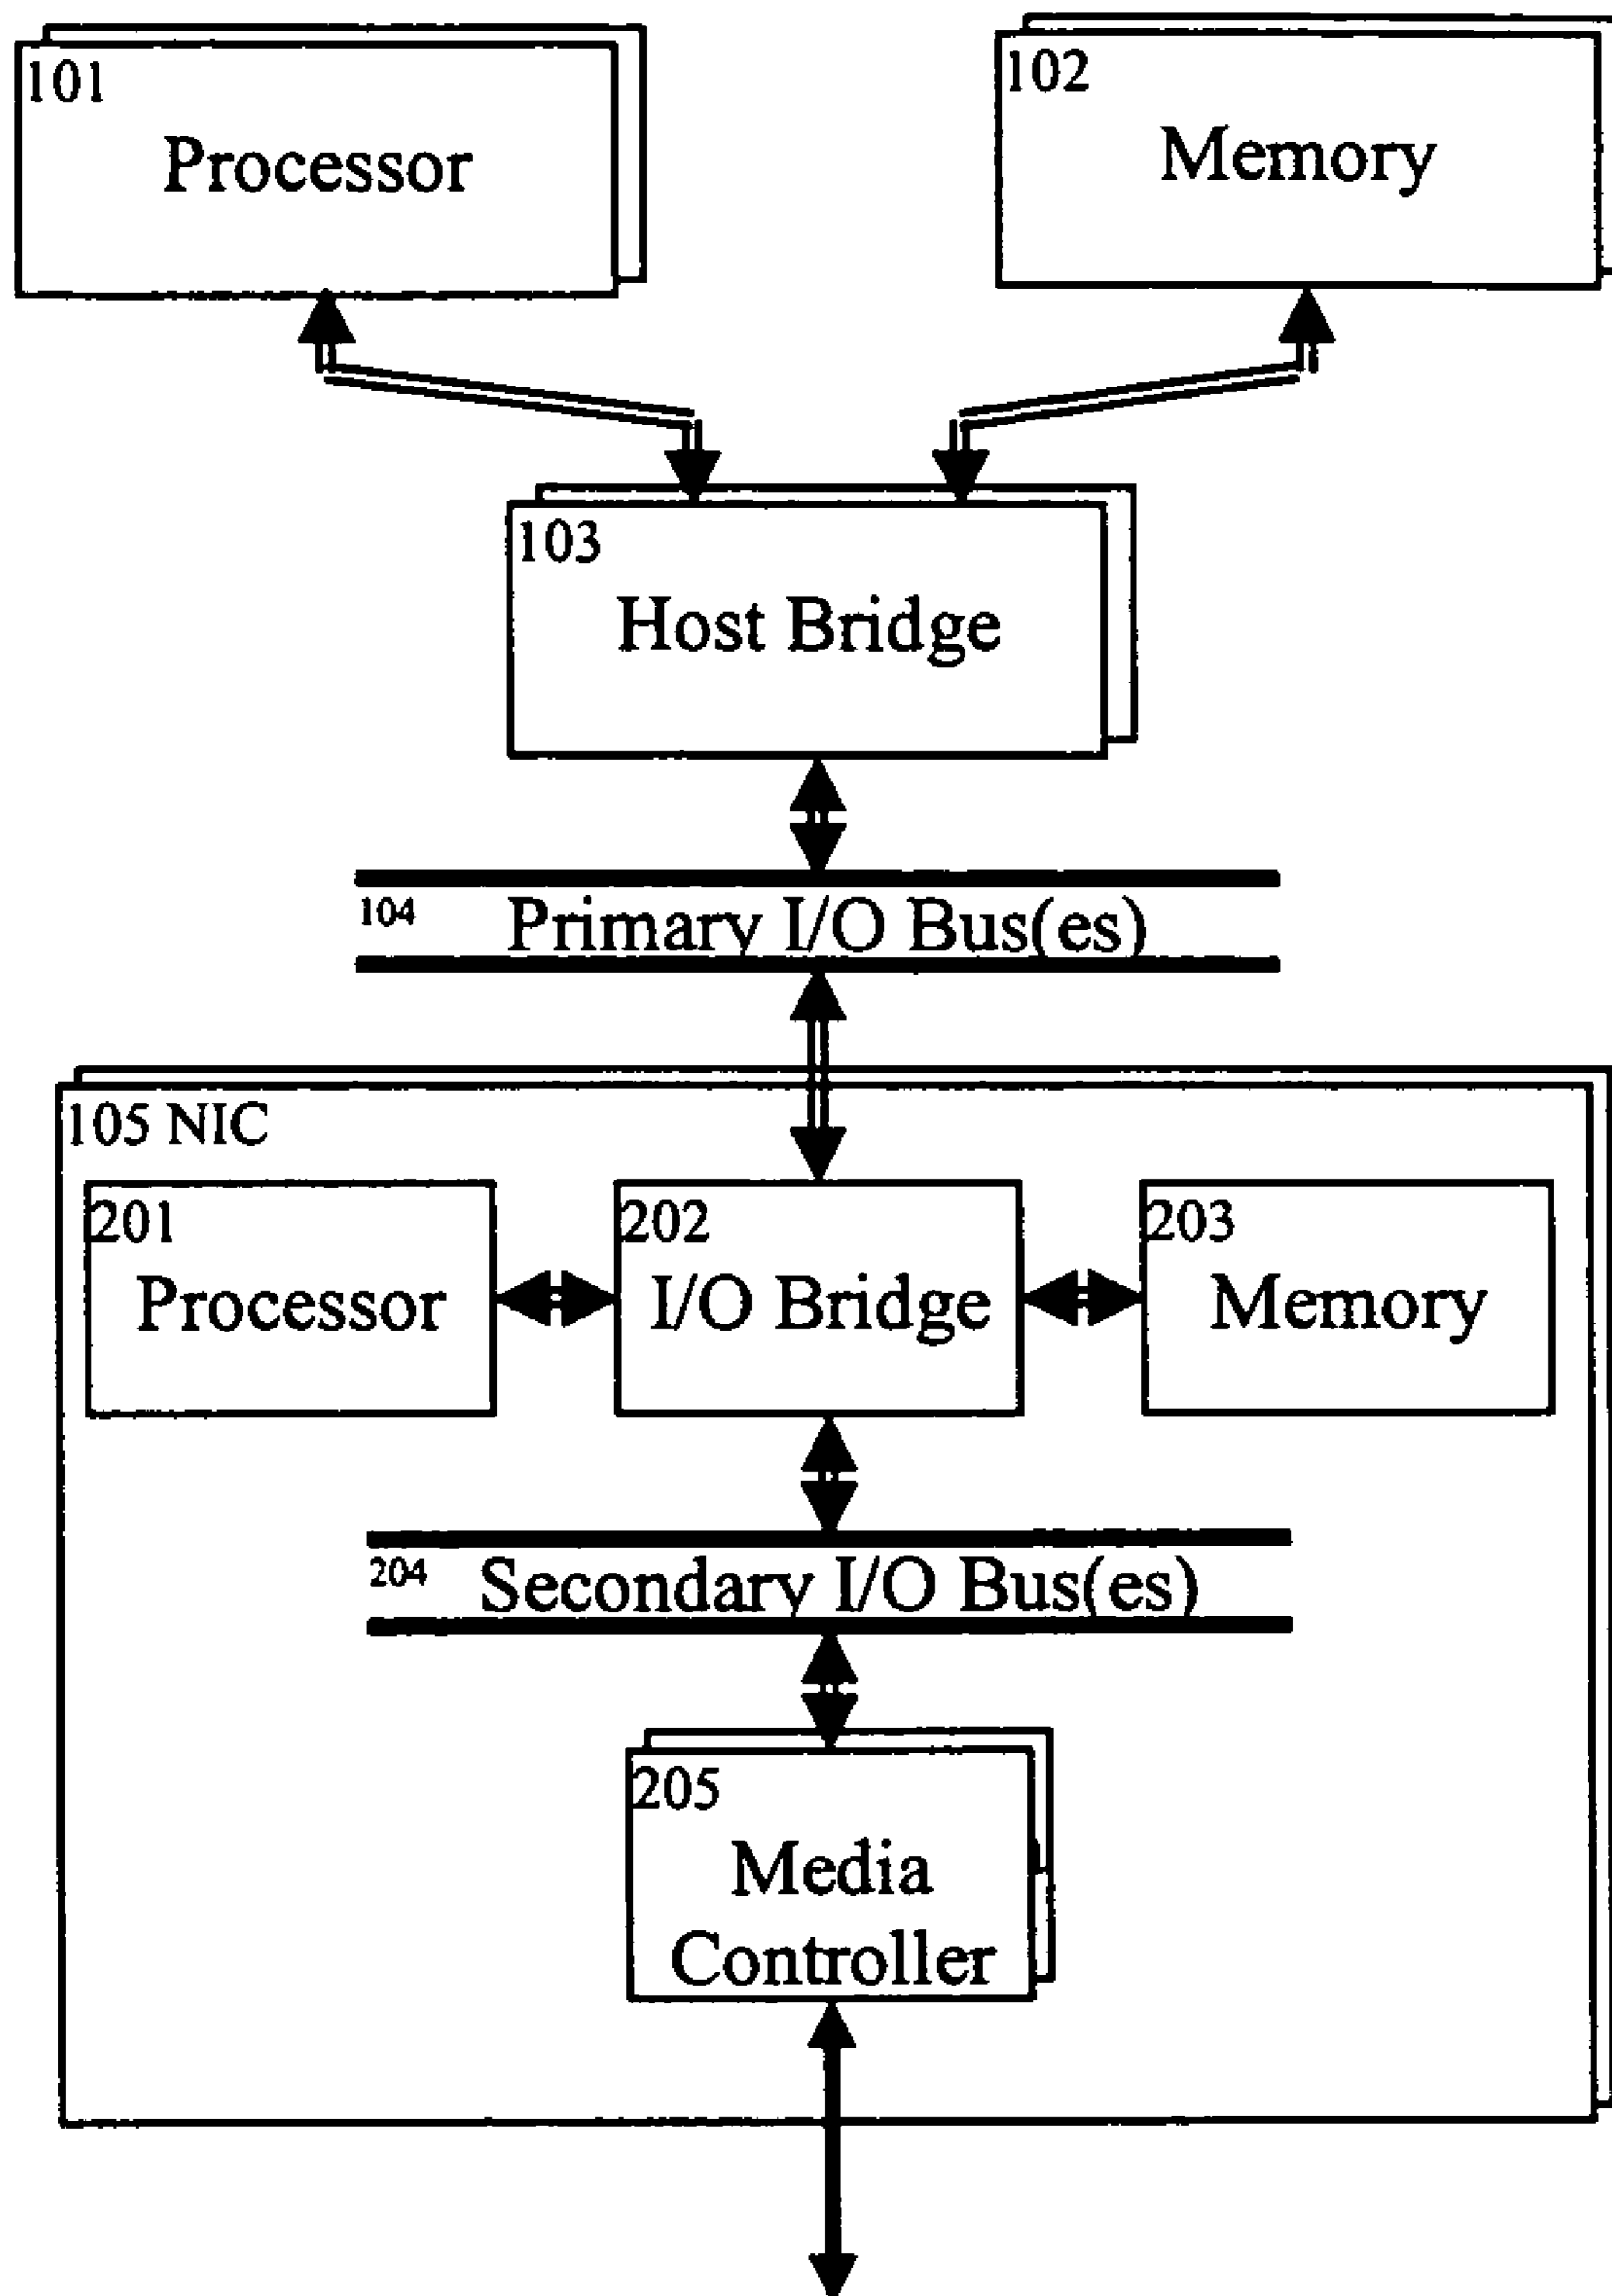 101
Processor
102
Memory
103
Host Bridge
104 Primary I/O Bus(es)
105 NIC
201
Processor
202
I/O Bridge
203
Memory
204 Secondary I/O Bus(es)
205
Media
Controller